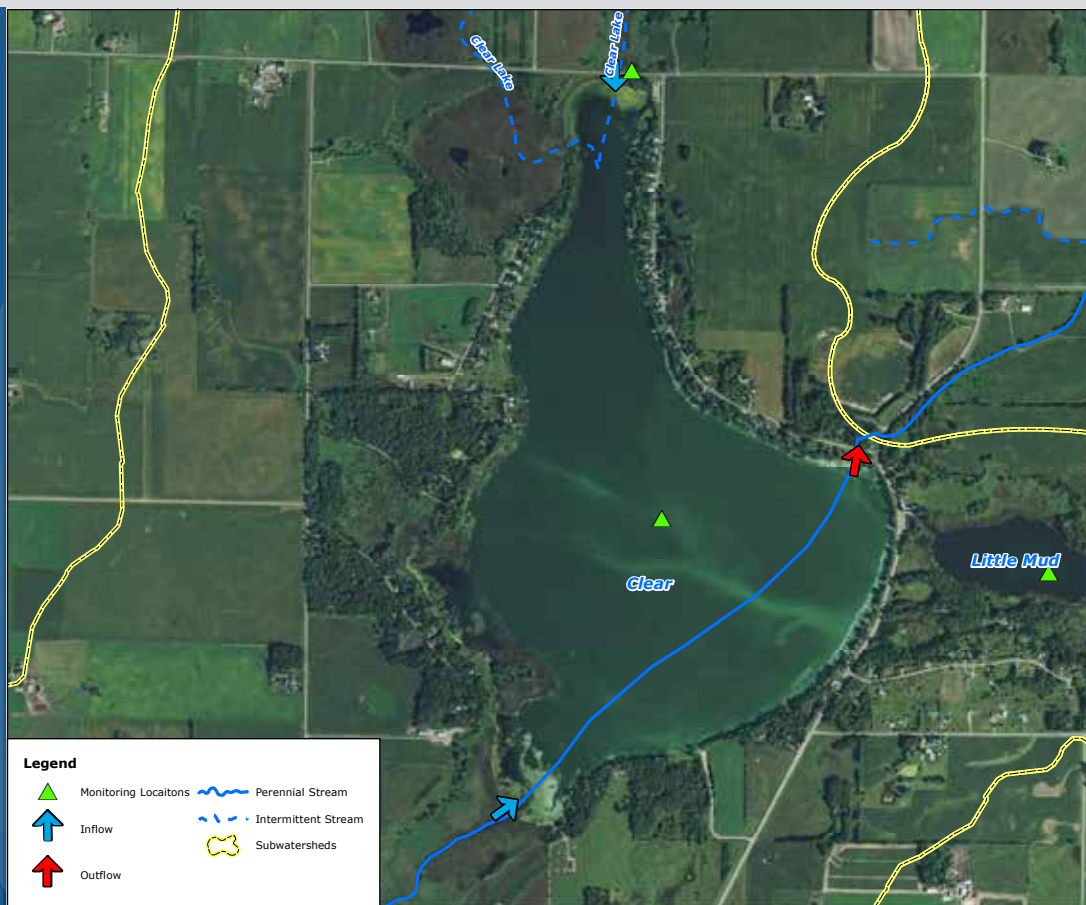 Clear Lake
Clear Lake
Clear
Little Mud
Legend
Monitoring Locaitons
Perennial Stream
Inflow
Intermittent Stream
Subwatersheds
Outflow